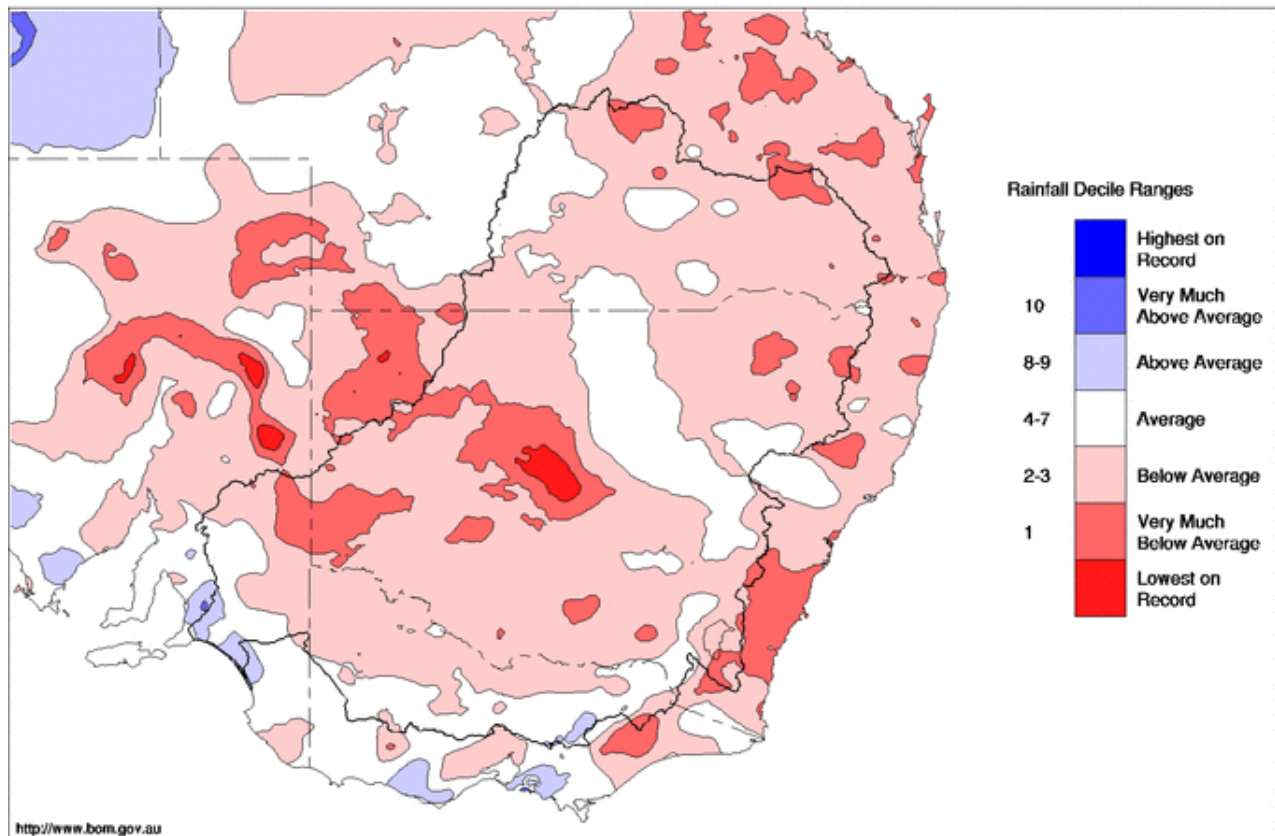 Rainfall Decile Ranges
Highest on
Record
10
Very Much
Above Average
8-9
Above Average
4-7
Average
2-3
Below Average
1
Very Much
Below Average
Lowest on
Record
http://www.bom.gov.au